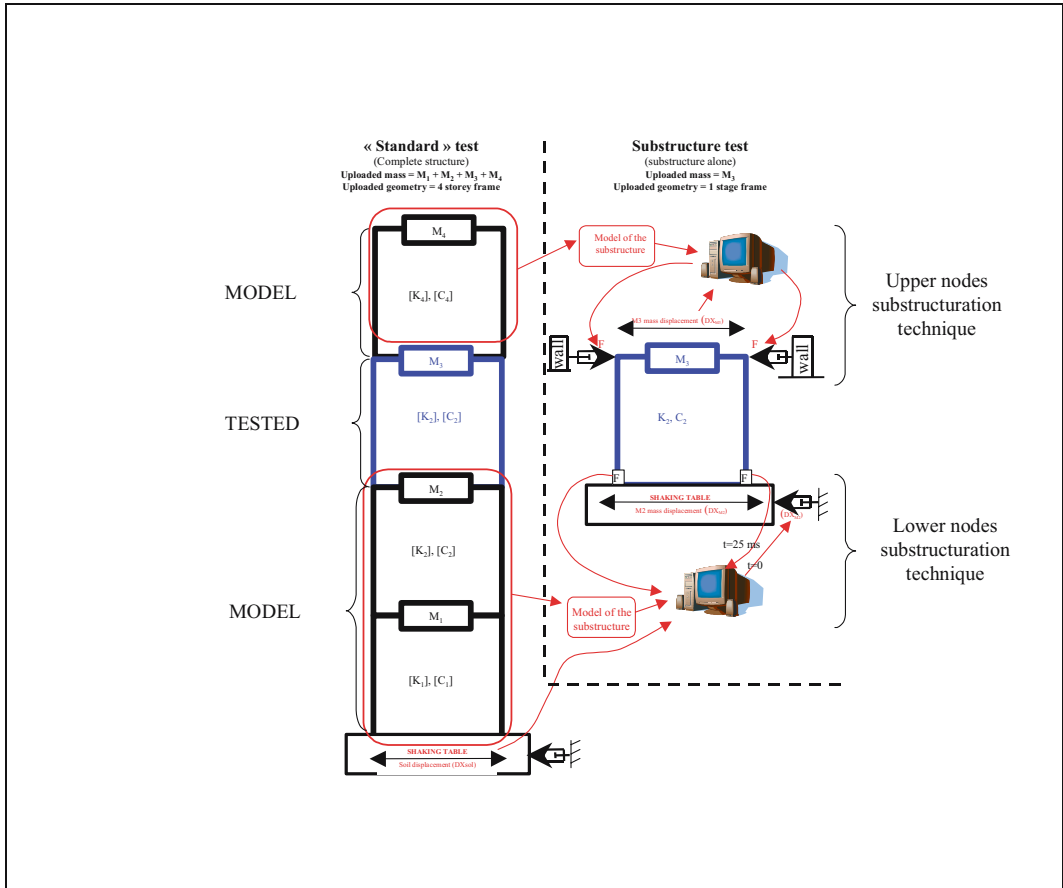 « Standard » test
(Complete structure)
Uploaded mass = M1 + M2 + M3 + M4
Uploaded geometry = 4 storey frame
Substructure test
(substructure alone)
Uploaded mass = M3
Uploaded geometry = 1 stage frame
M4
[K4], [C4]
MODEL
M3
[K2], [C2]
TESTED
M2
[K2], [C2]
MODEL
M1
[K1], [C1]
SHAKING TABLE
Soil displacement (DXsol)
Model of the
substructure
M3 mass displacement (DXM3)
wall
F
F
wall
M3
K2, C2
F
F
SHAKING TABLE
M2 mass displacement (DXM2)
(DXM2)
t=25 ms
t=0
Model of the
substructure
Upper nodes
substructuration
technique
Lower nodes
substructuration
technique